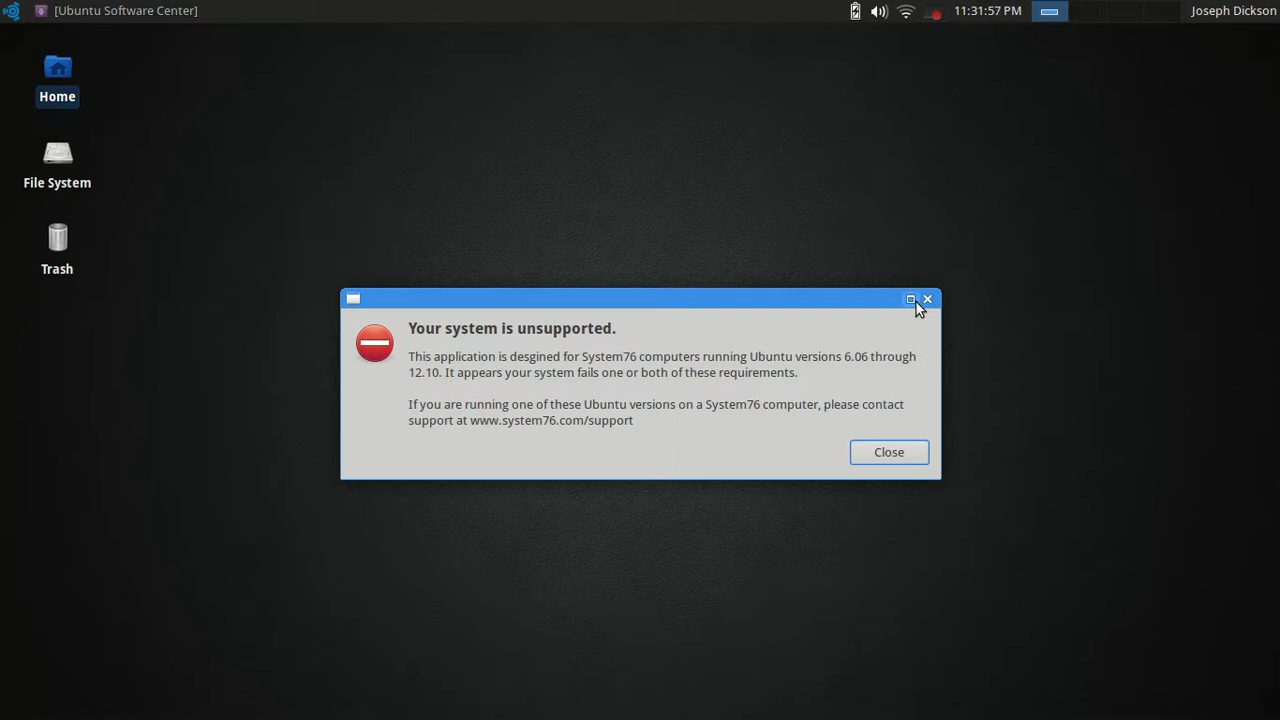 [Ubuntu Software Center]
11:31:57 PM
Joseph Dickson
Home
File System
Trash
Your system is unsupported.
This application is desgined for System76 computers running Ubuntu versions 6.06 through
12.10. It appears your system fails one or both of these requirements.
If you are running one of these Ubuntu versions on a System76 computer, please contact
support at www.system76.com/support
Close